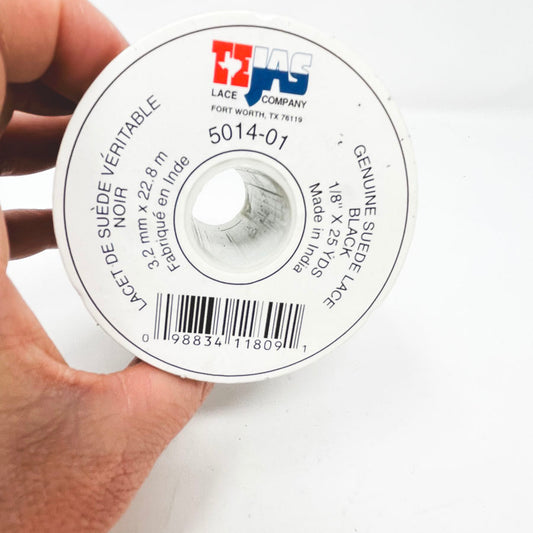 TEJAS
LACE COMPANY
FORT WORTH, TX 76119
5014-01
LACET DE SUÈDE VÉRITABLE
NOIR
3.2 mm x 22.8 m
Fabriqué en Inde
GENUINE SUEDE LACE
BLACK
1/8" X 25 YDS
Made in India
0 98834 11809 1